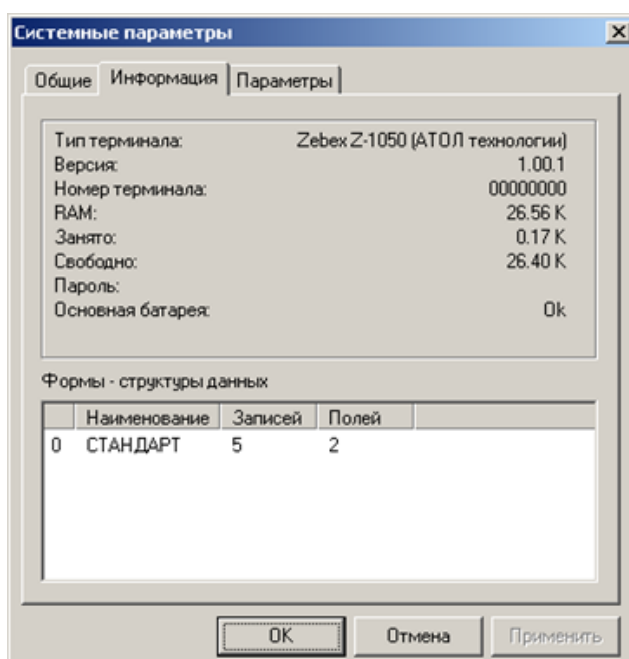 Системные параметры
Общие Информация Параметры
Тип терминала: Zebex Z-1050 (АТОЛ технологии)
Версия: 1.00.1
Номер терминала: 00000000
RAM: 26.56 K
Занято: 0.17 K
Свободно: 26.40 K
Пароль:
Основная батарея: Ok
Формы - структуры данных
Наименование Записей Полей
0 СТАНДАРТ 5 2
OK Отмена Применить